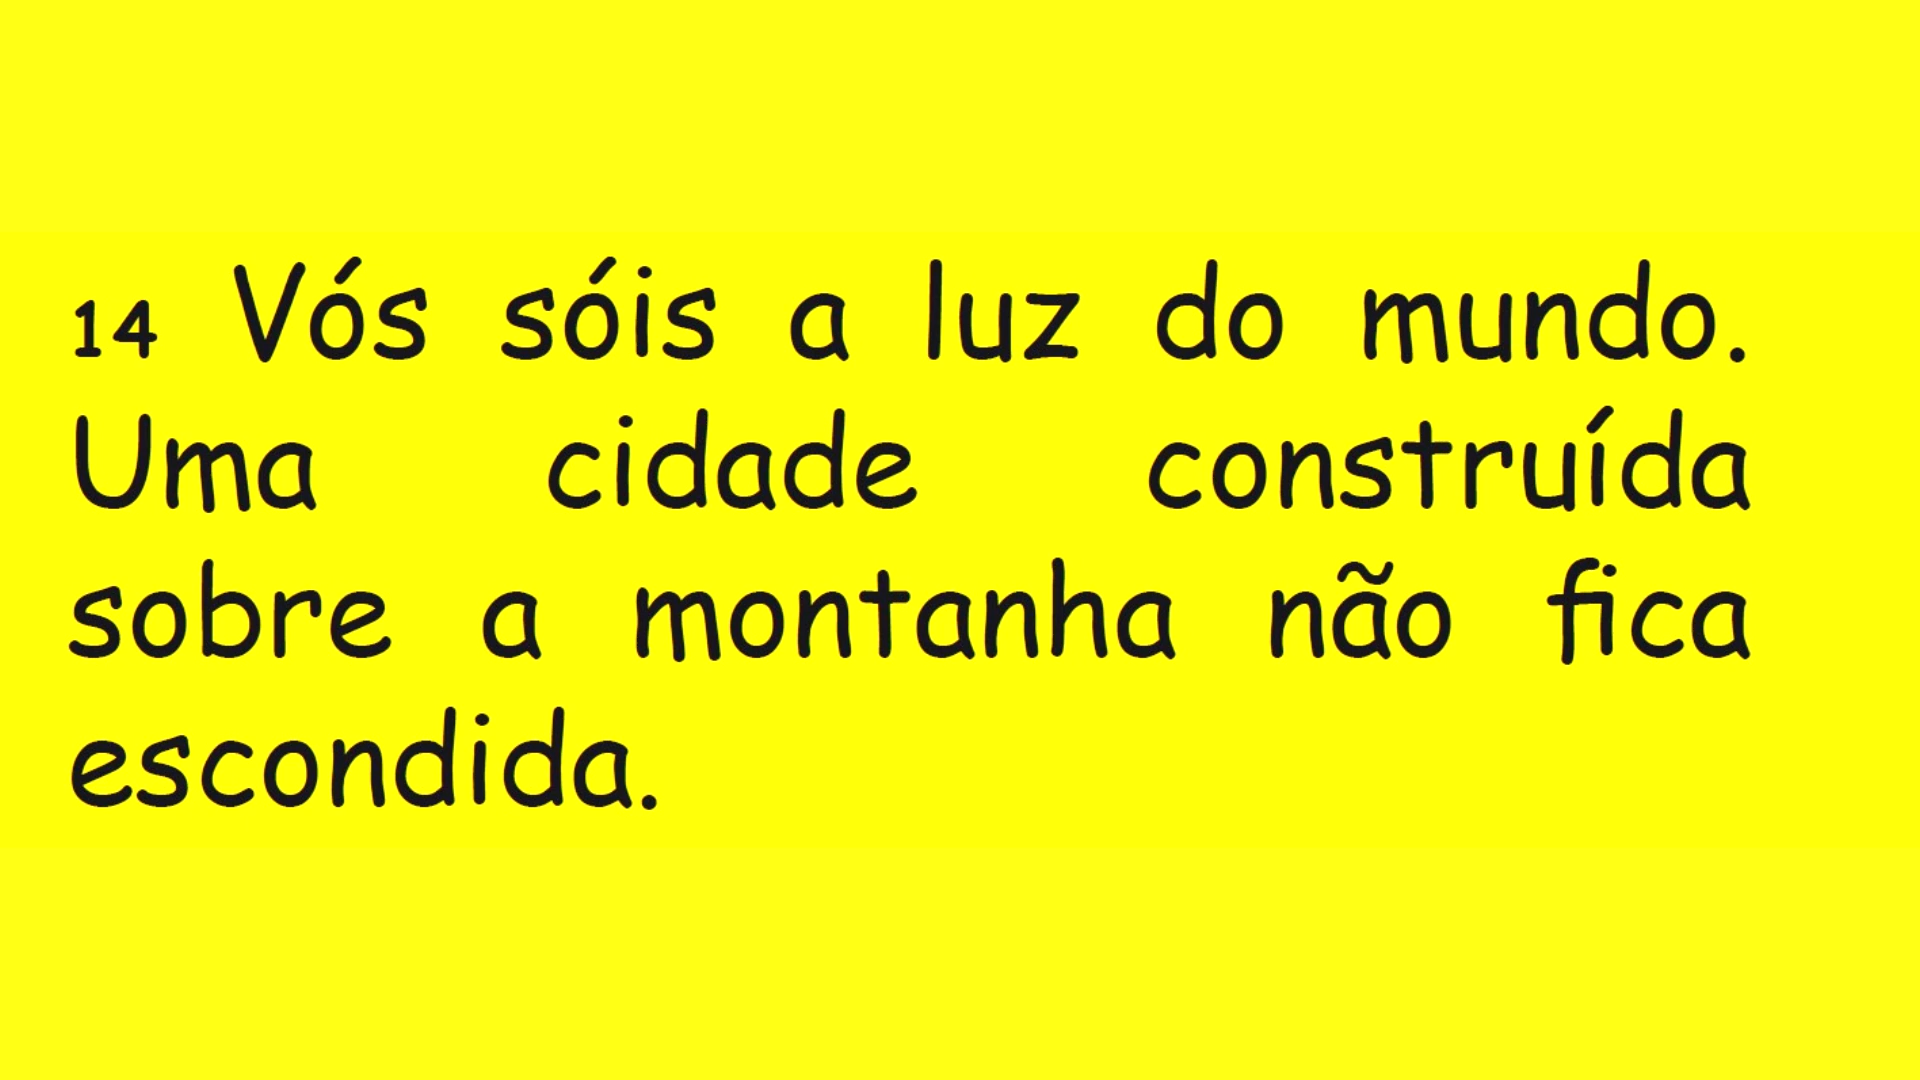 14 Vós sóis a luz do mundo.
Uma cidade construída
sobre a montanha não fica
escondida.